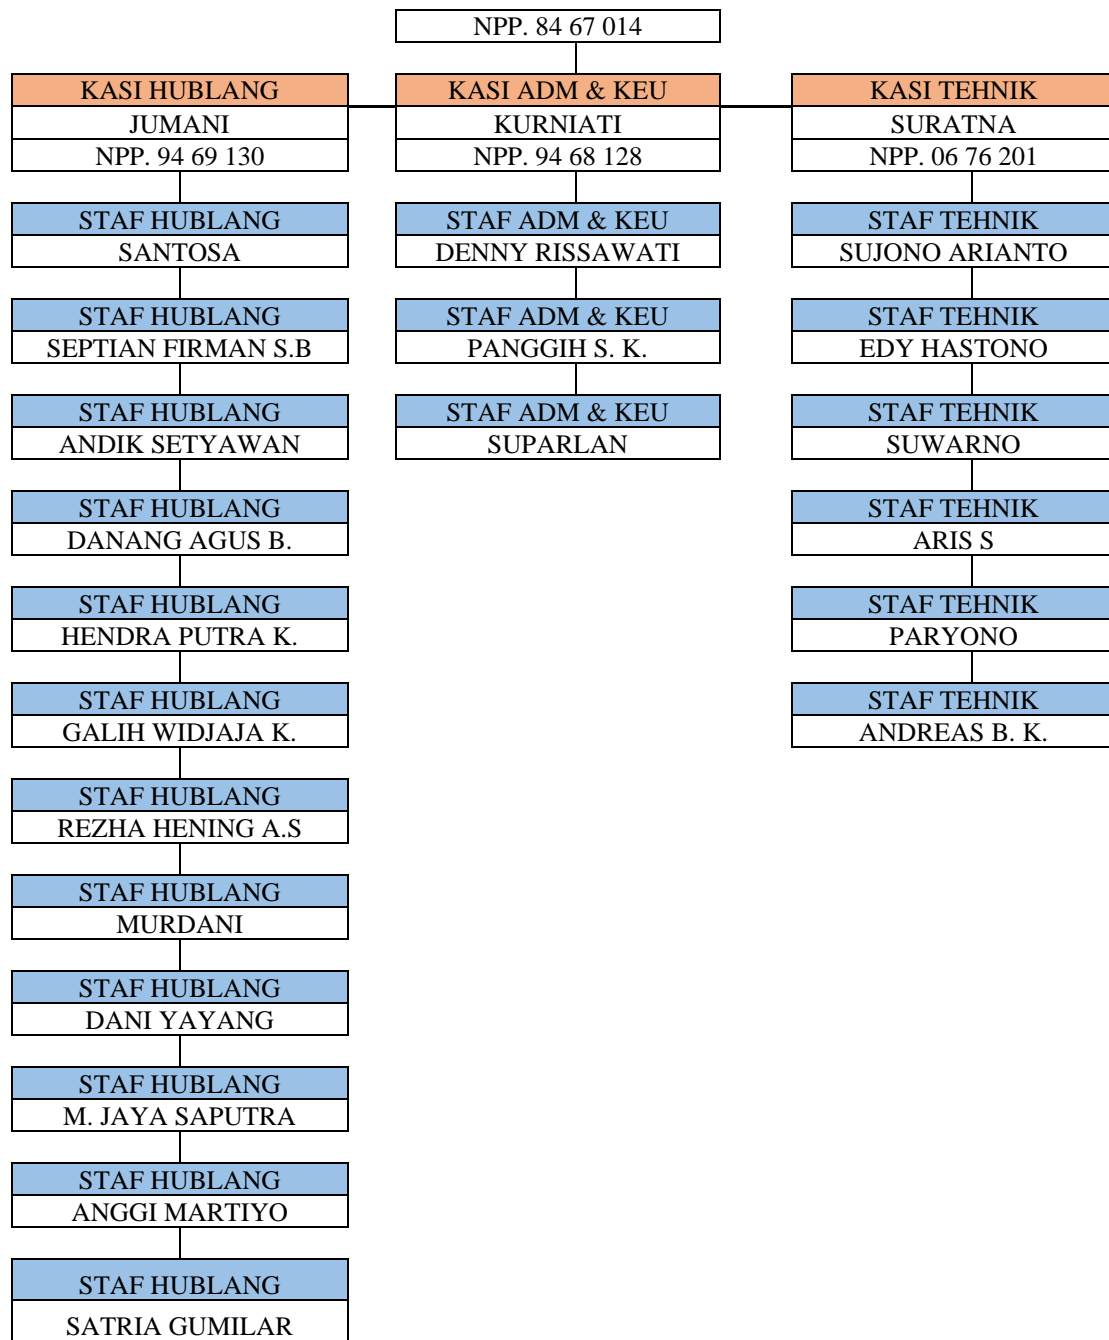 NPP. 84 67 014
KASI HUBLANG
JUMANI
NPP. 94 69 130
STAF HUBLANG
SANTOSA
STAF HUBLANG
SEPTIAN FIRMAN S.B
STAF HUBLANG
ANDIK SETYAWAN
STAF HUBLANG
DANANG AGUS B.
STAF HUBLANG
HENDRA PUTRA K.
STAF HUBLANG
GALIH WIDJAJA K.
STAF HUBLANG
REZHA HENING A.S
STAF HUBLANG
MURDANI
STAF HUBLANG
DANI YAYANG
STAF HUBLANG
M. JAYA SAPUTRA
STAF HUBLANG
ANGGI MARTIYO
STAF HUBLANG
SATRIA GUMILAR
KASI ADM & KEU
KURNIATI
NPP. 94 68 128
STAF ADM & KEU
DENNY RISSAWATI
STAF ADM & KEU
PANGGIH S. K.
STAF ADM & KEU
SUPARLAN
KASI TEHNIK
SURATNA
NPP. 06 76 201
STAF TEHNIK
SUJONO ARIANTO
STAF TEHNIK
EDY HASTONO
STAF TEHNIK
SUWARNO
STAF TEHNIK
ARIS S
STAF TEHNIK
PARYONO
STAF TEHNIK
ANDREAS B. K.